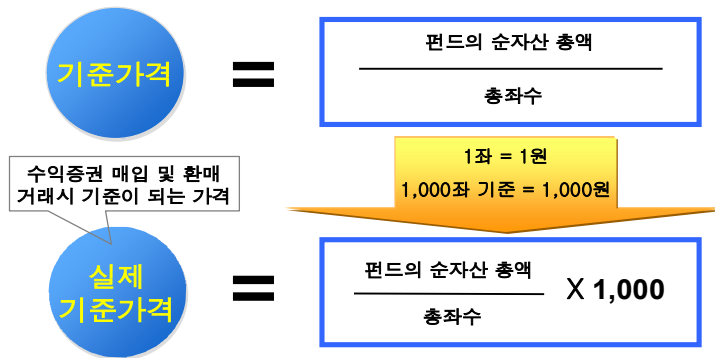 기준가격
=
펀드의 순자산 총액
총좌수
1좌 = 1원
1,000좌 기준 = 1,000원
수익증권 매입 및 환매
거래시 기준이 되는 가격
실제
기준가격
=
펀드의 순자산 총액
총좌수
X 1,000